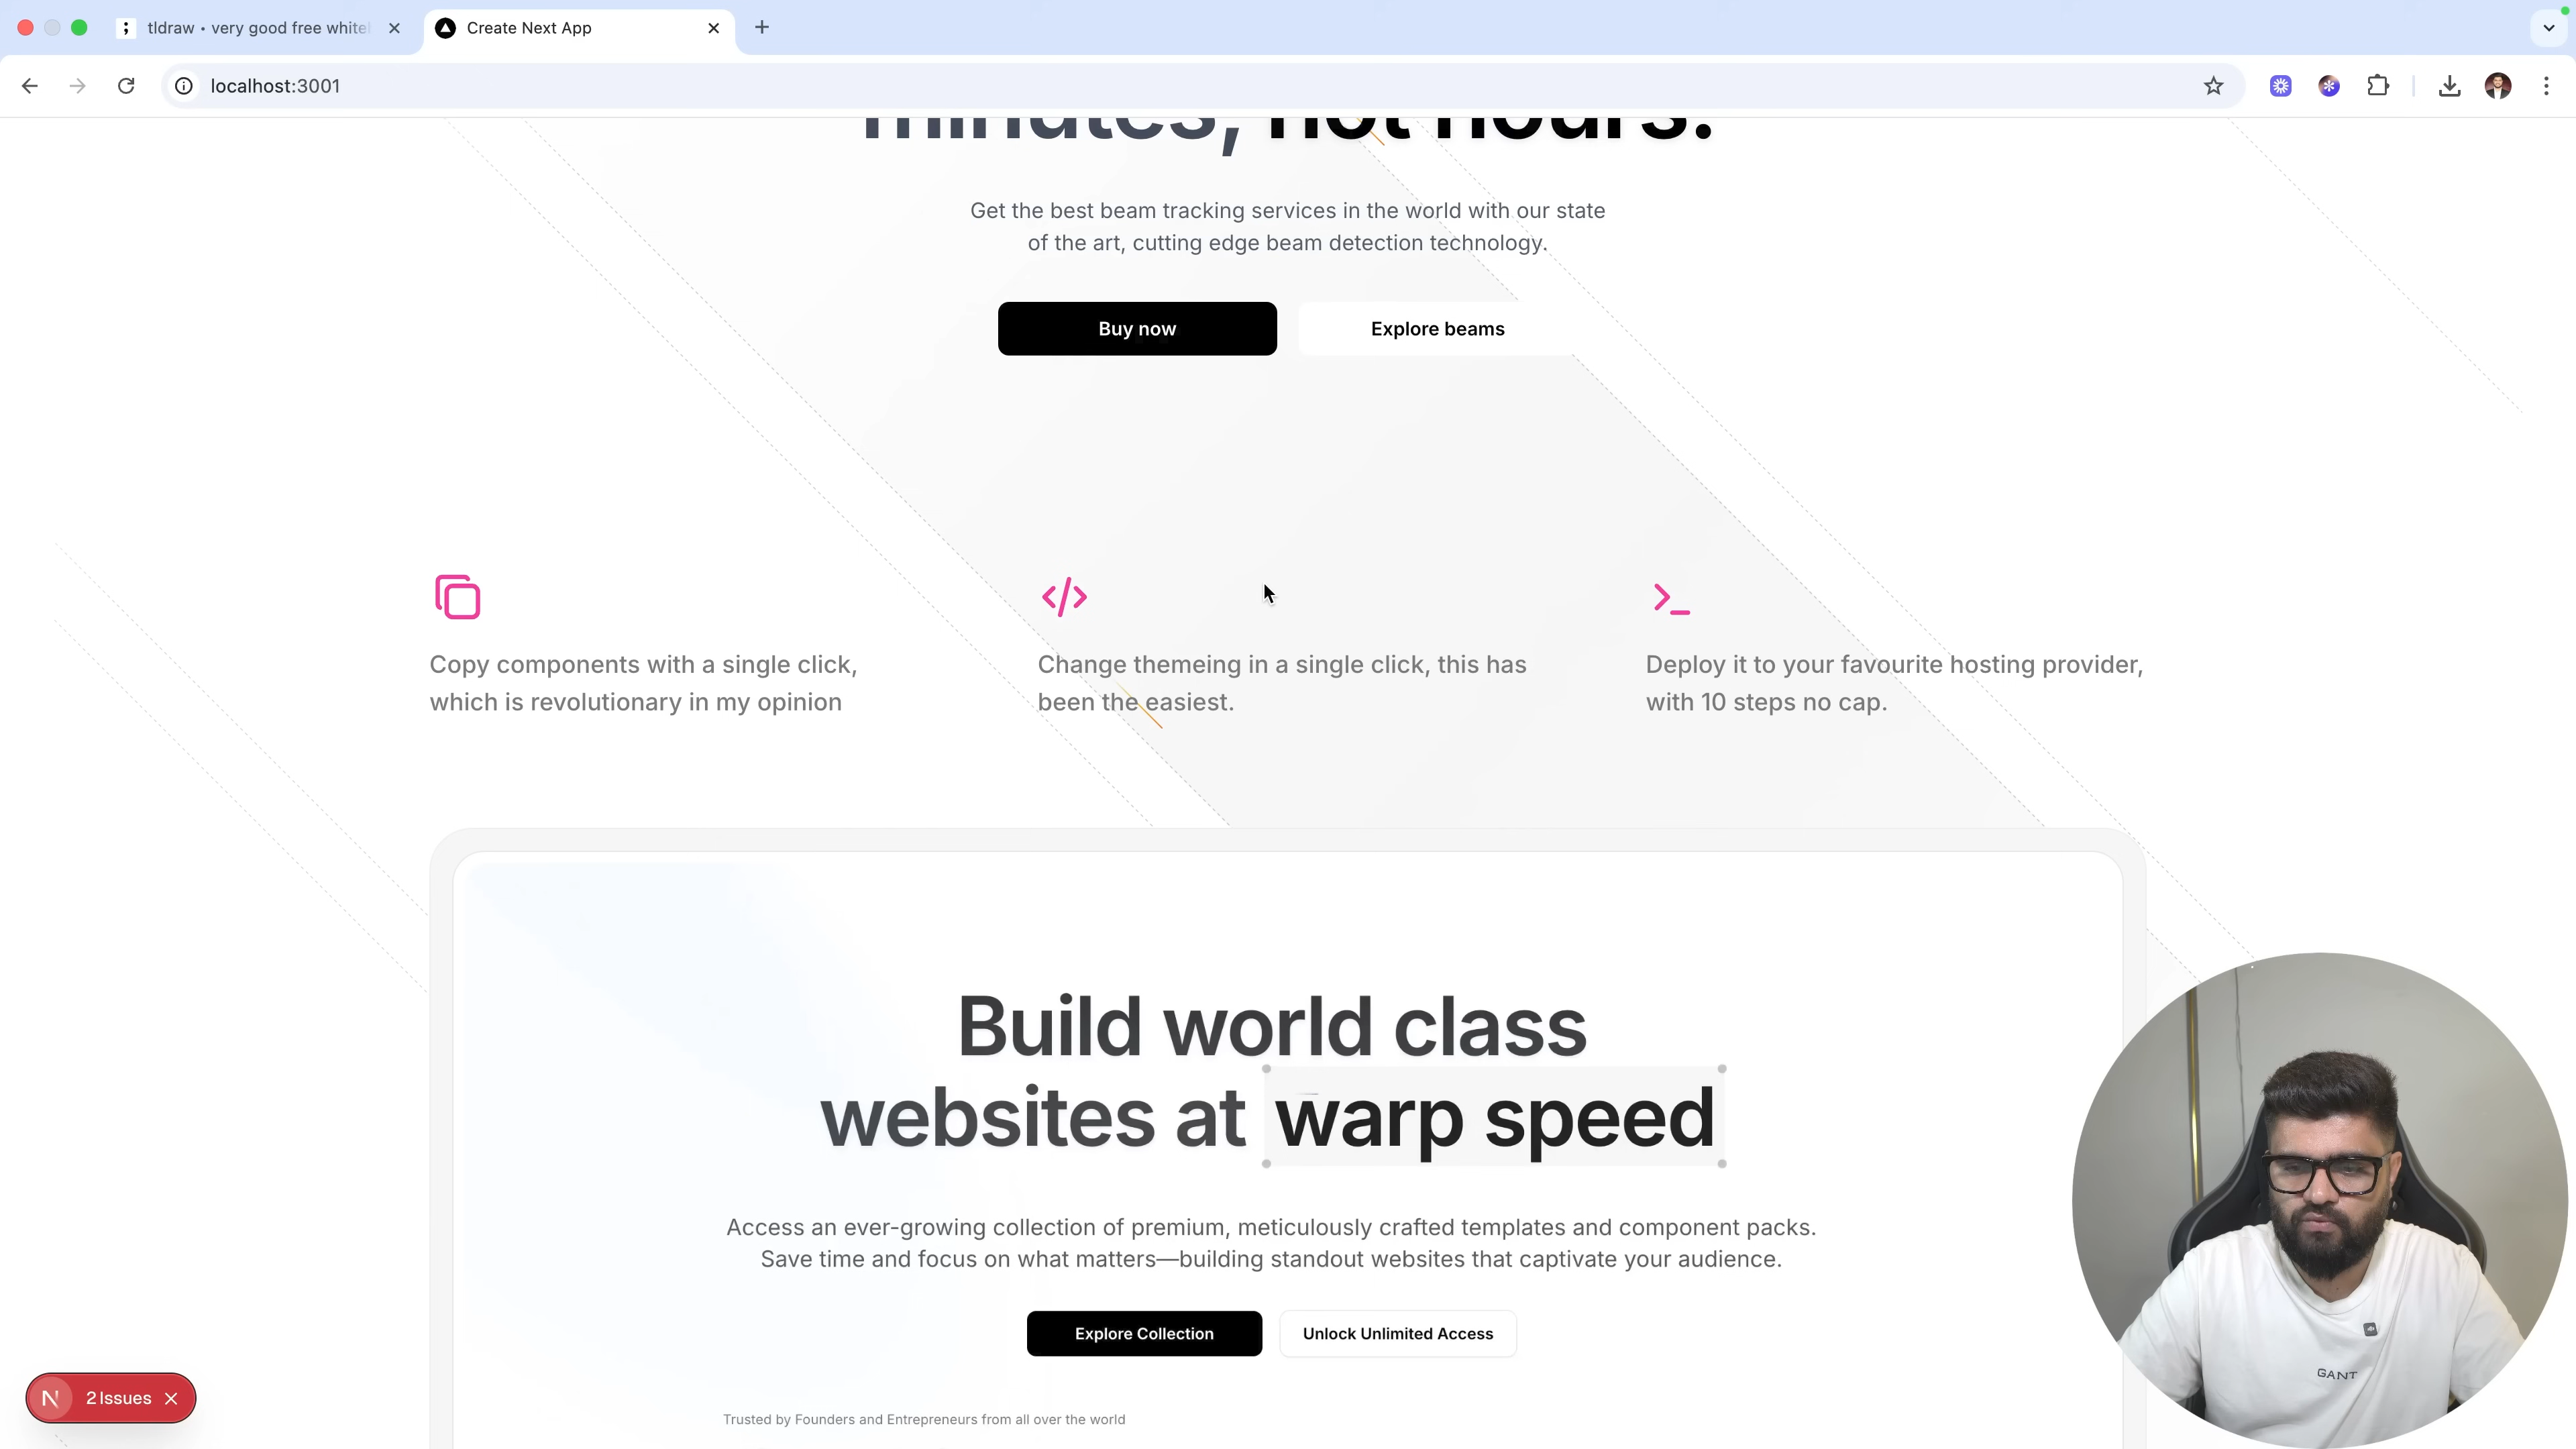 tldraw • very good free white
Create Next App
localhost:3001
minutes, not hours.
Get the best beam tracking services in the world with our state
of the art, cutting edge beam detection technology.
Buy now
Explore beams
Copy components with a single click,
which is revolutionary in my opinion
Change themeing in a single click, this has
been the easiest.
Deploy it to your favourite hosting provider,
with 10 steps no cap.
Build world class
websites at warp speed
Access an ever-growing collection of premium, meticulously crafted templates and component packs.
Save time and focus on what matters—building standout websites that captivate your audience.
Explore Collection
Unlock Unlimited Access
Trusted by Founders and Entrepreneurs from all over the world
N 2 Issues
GANT